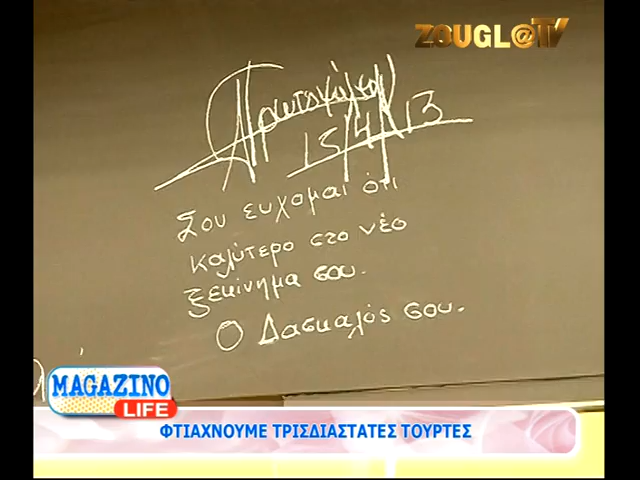 ZOUGL@TV
15/4/13
Σου ευχομαι ότι
καλύτερο στο νέο
ξεκίνημα σου.
Ο Δασκαλός σου.
MAGAZINO
LIFE
ΦΤΙΑΧΝΟΥΜΕ ΤΡΙΣΔΙΑΣΤΑΤΕΣ ΤΟΥΡΤΕΣ